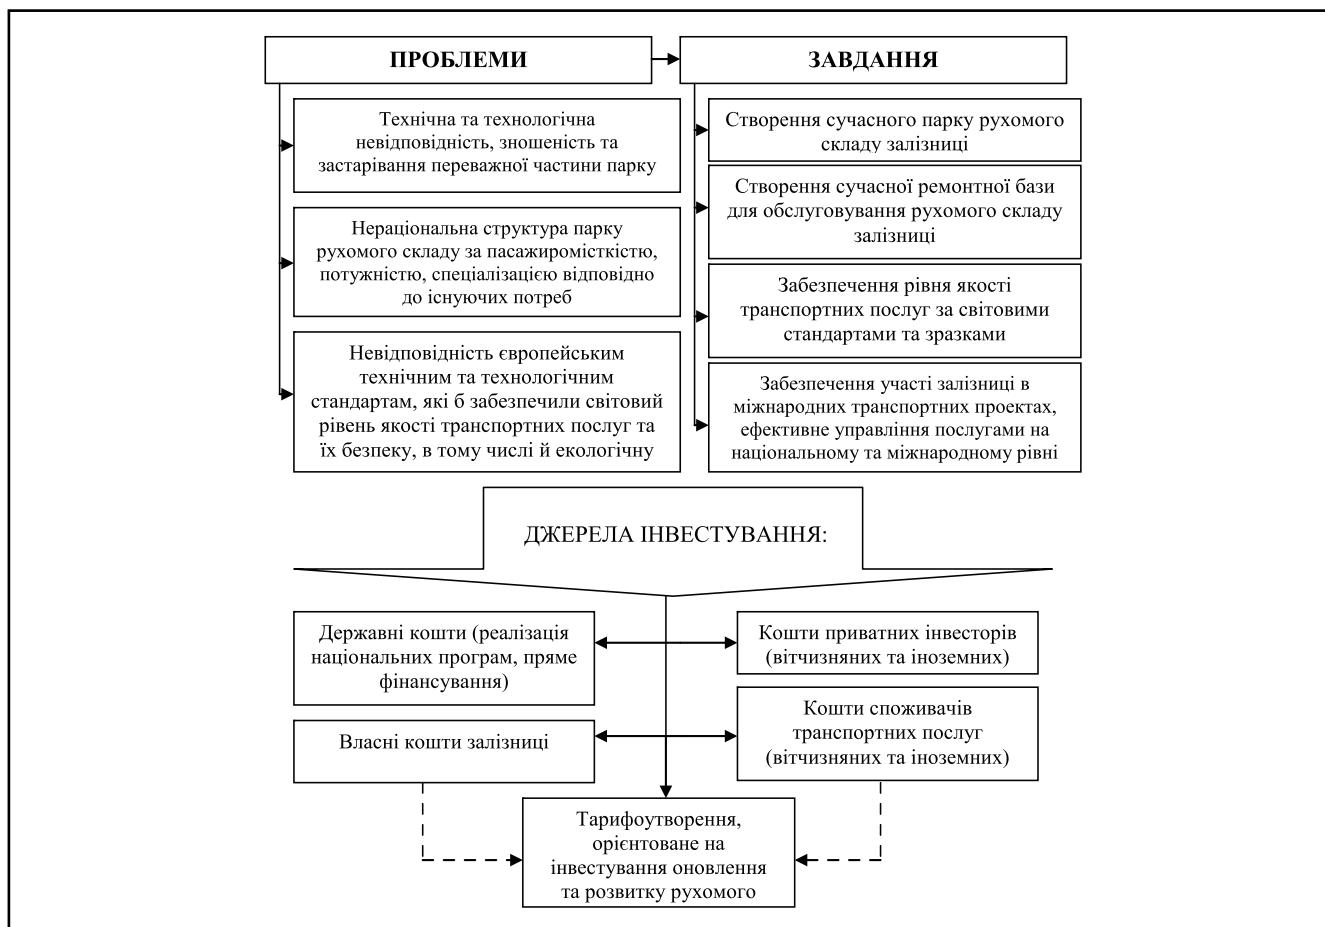 ПРОБЛЕМИ
ЗАВДАННЯ
Технічна та технологічна
невідповідність, зношеність та
застарівання переважної частини парку
Нераціональна структура парку
рухомого складу за пасажиромісткістю,
потужністю, спеціалізацією відповідно
до існуючих потреб
Невідповідність європейським
технічним та технологічним
стандартам, які б забезпечили світовий
рівень якості транспортних послуг та
їх безпеку, в тому числі й екологічну
Створення сучасного парку рухомого
складу залізниці
Створення сучасної ремонтної бази
для обслуговування рухомого складу
залізниці
Забезпечення рівня якості
транспортних послуг за світовими
стандартами та зразками
Забезпечення участі залізниці в
міжнародних транспортних проектах,
ефективне управління послугами на
національному та міжнародному рівні
ДЖЕРЕЛА ІНВЕСТУВАННЯ:
Державні кошти (реалізація
національних програм, пряме
фінансування)
Кошти приватних інвесторів
(вітчизняних та іноземних)
Власні кошти залізниці
Кошти споживачів
транспортних послуг
(вітчизняних та іноземних)
Тарифоутворення,
орієнтоване на
інвестування оновлення
та розвитку рухомого